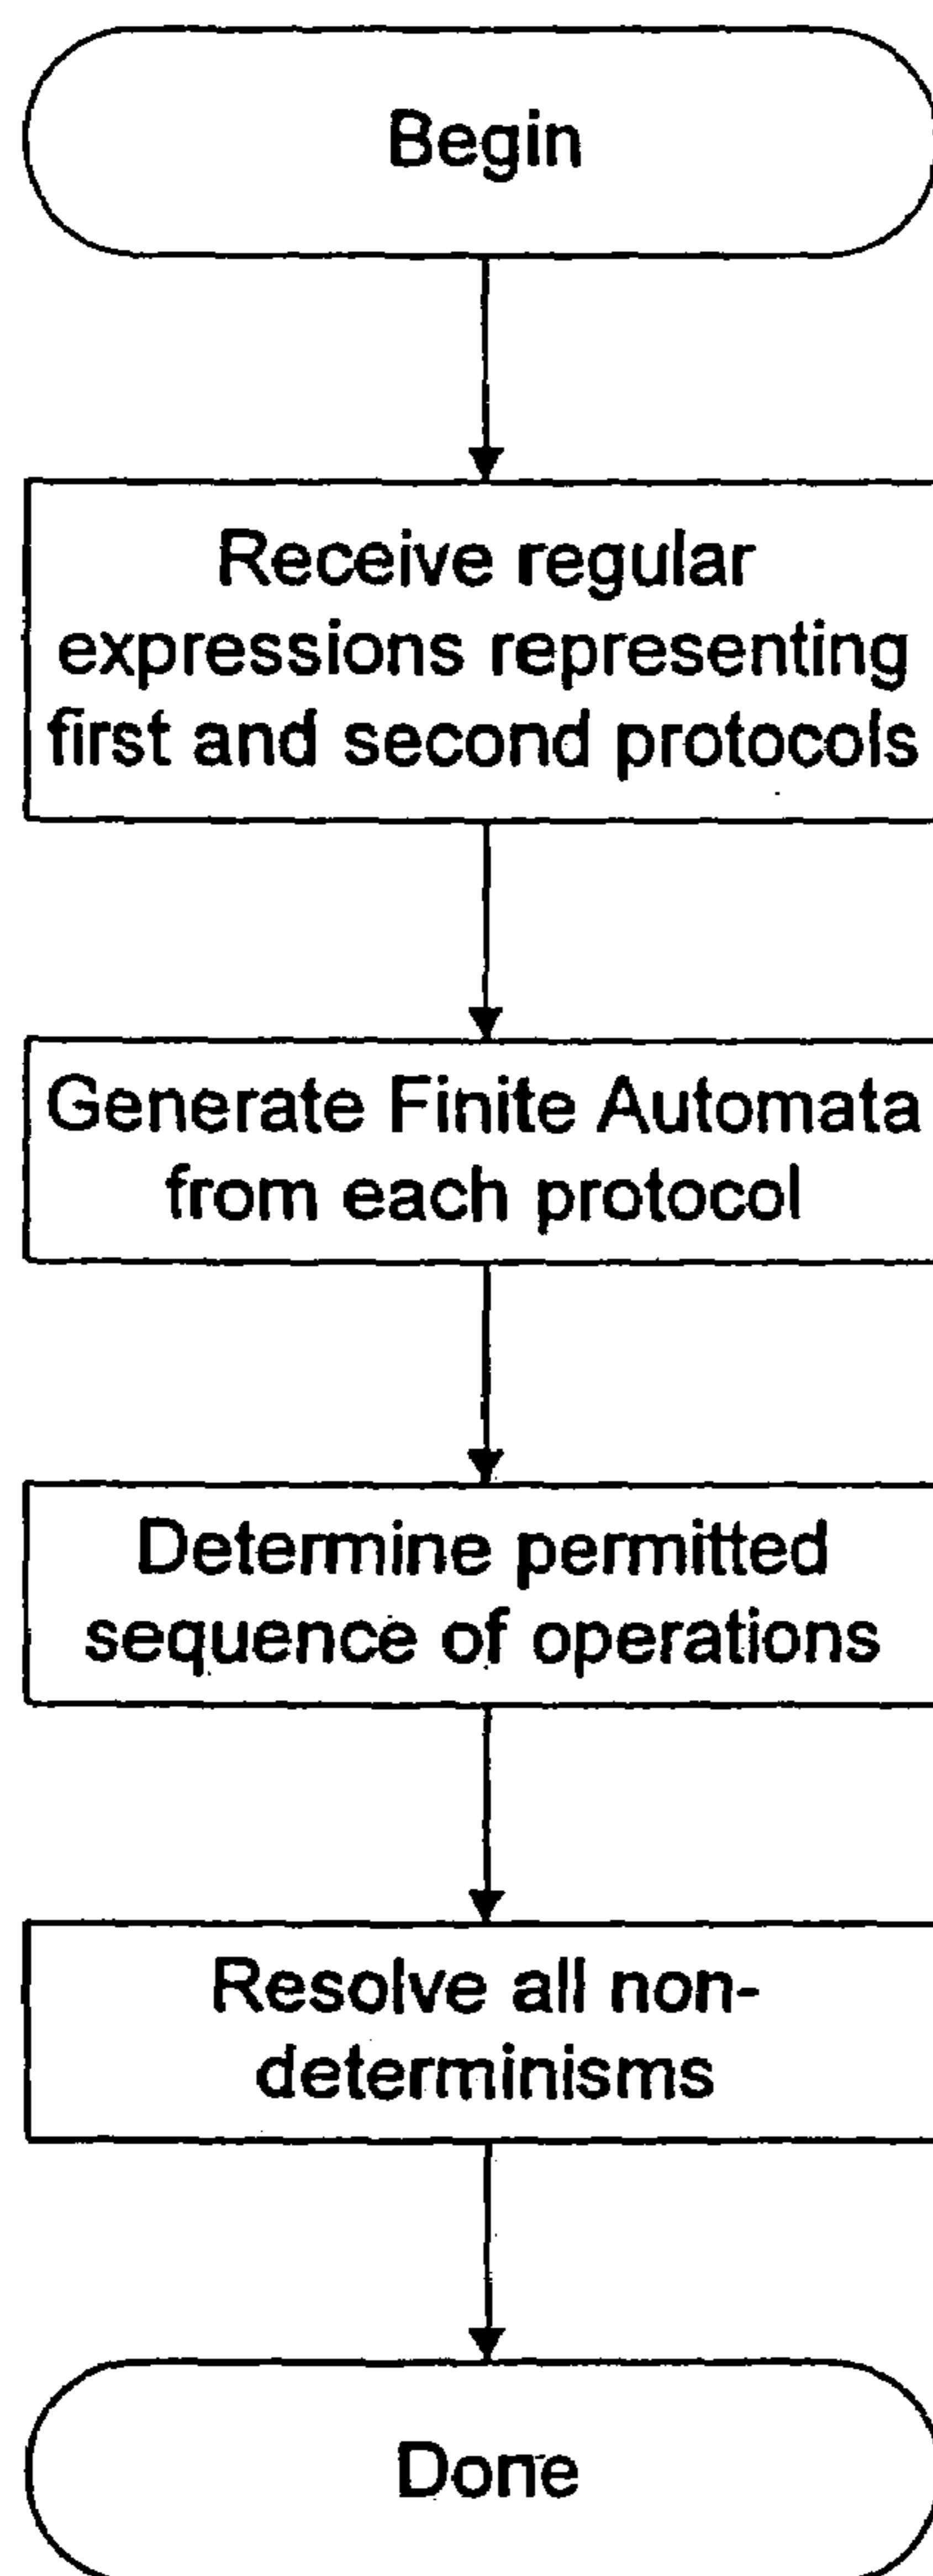 Begin
Receive regular
expressions representing
first and second protocols
Generate Finite Automata
from each protocol
Determine permitted
sequence of operations
Resolve all non-
determinisms
Done